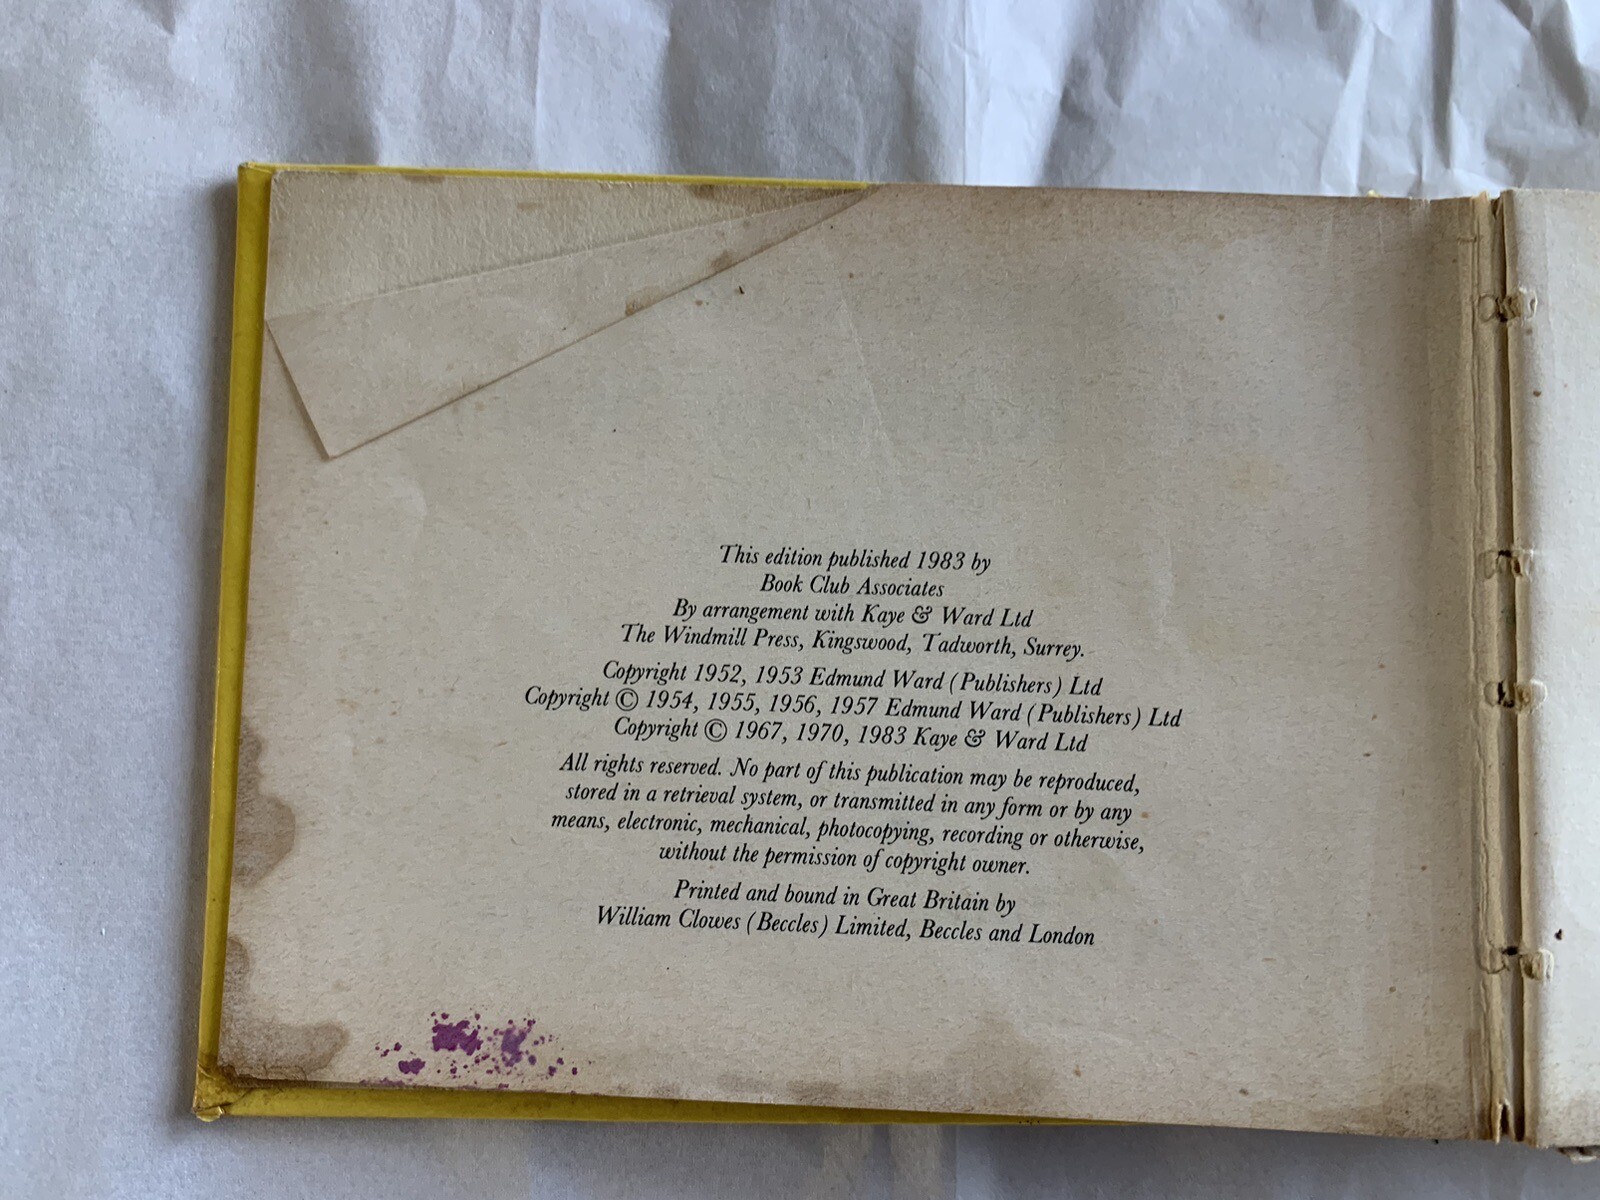 This edition published 1983 by
Book Club Associates
By arrangement with Kaye & Ward Ltd
The Windmill Press, Kingswood, Tadworth, Surrey.
Copyright 1952, 1953 Edmund Ward (Publishers) Ltd
Copyright © 1954, 1955, 1956, 1957 Edmund Ward (Publishers) Ltd
Copyright © 1967, 1970, 1983 Kaye & Ward Ltd
All rights reserved. No part of this publication may be reproduced,
stored in a retrieval system, or transmitted in any form or by any
means, electronic, mechanical, photocopying, recording or otherwise,
without the permission of copyright owner.
Printed and bound in Great Britain by
William Clowes (Beccles) Limited, Beccles and London